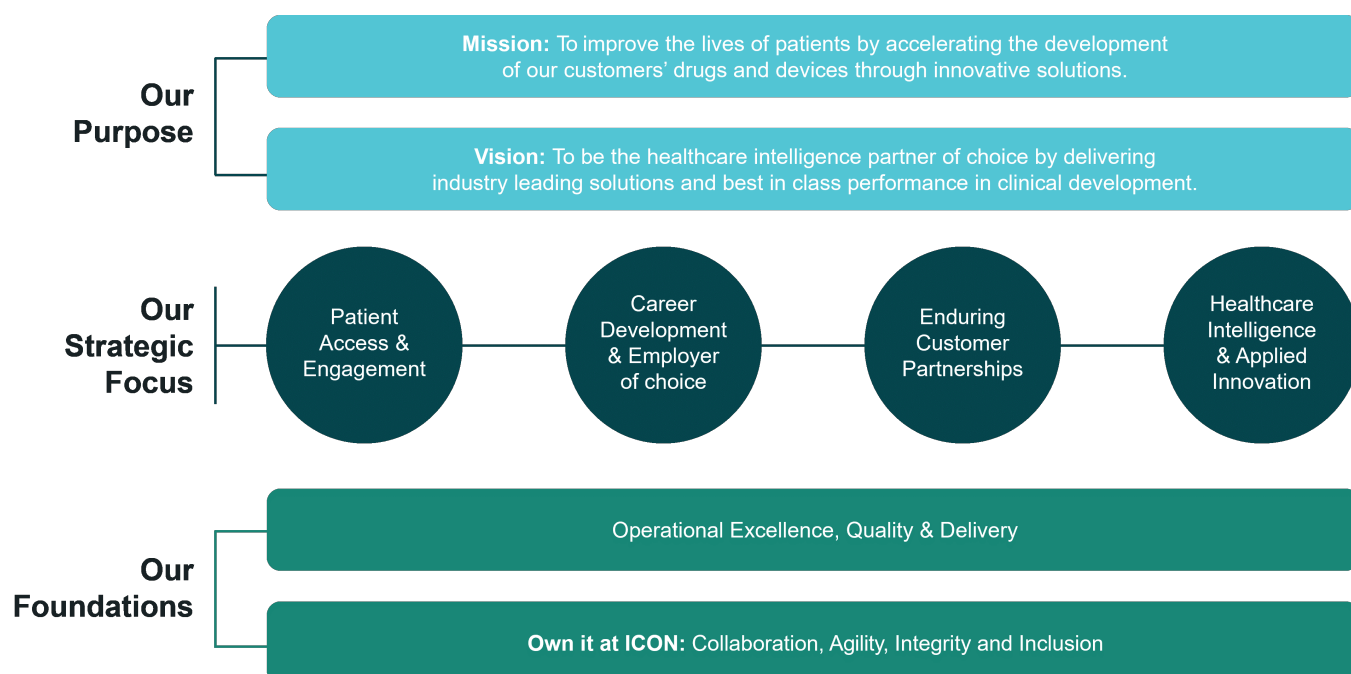 Our
Purpose
Mission: To improve the lives of patients by accelerating the development
of our customers’ drugs and devices through innovative solutions.
Vision: To be the healthcare intelligence partner of choice by delivering
industry leading solutions and best in class performance in clinical development.
Our
Strategic
Focus
Patient
Access &
Engagement
Career
Development
& Employer
of choice
Enduring
Customer
Partnerships
Healthcare
Intelligence
& Applied
Innovation
Our
Foundations
Operational Excellence, Quality & Delivery
Own it at ICON: Collaboration, Agility, Integrity and Inclusion